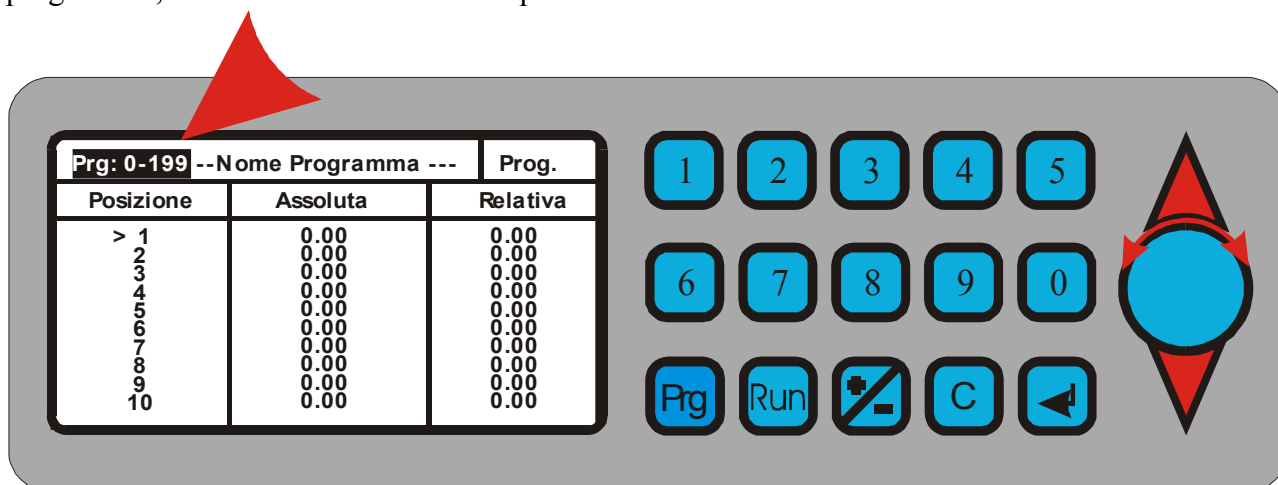 Prg: 0-199 --Nome Programma --- Prog.
Posizione Assoluta Relativa
> 1 0.00 0.00
2 0.00 0.00
3 0.00 0.00
4 0.00 0.00
5 0.00 0.00
6 0.00 0.00
7 0.00 0.00
8 0.00 0.00
9 0.00 0.00
10 0.00 0.00
1 2 3 4 5
6 7 8 9 0
Prg Run +- C